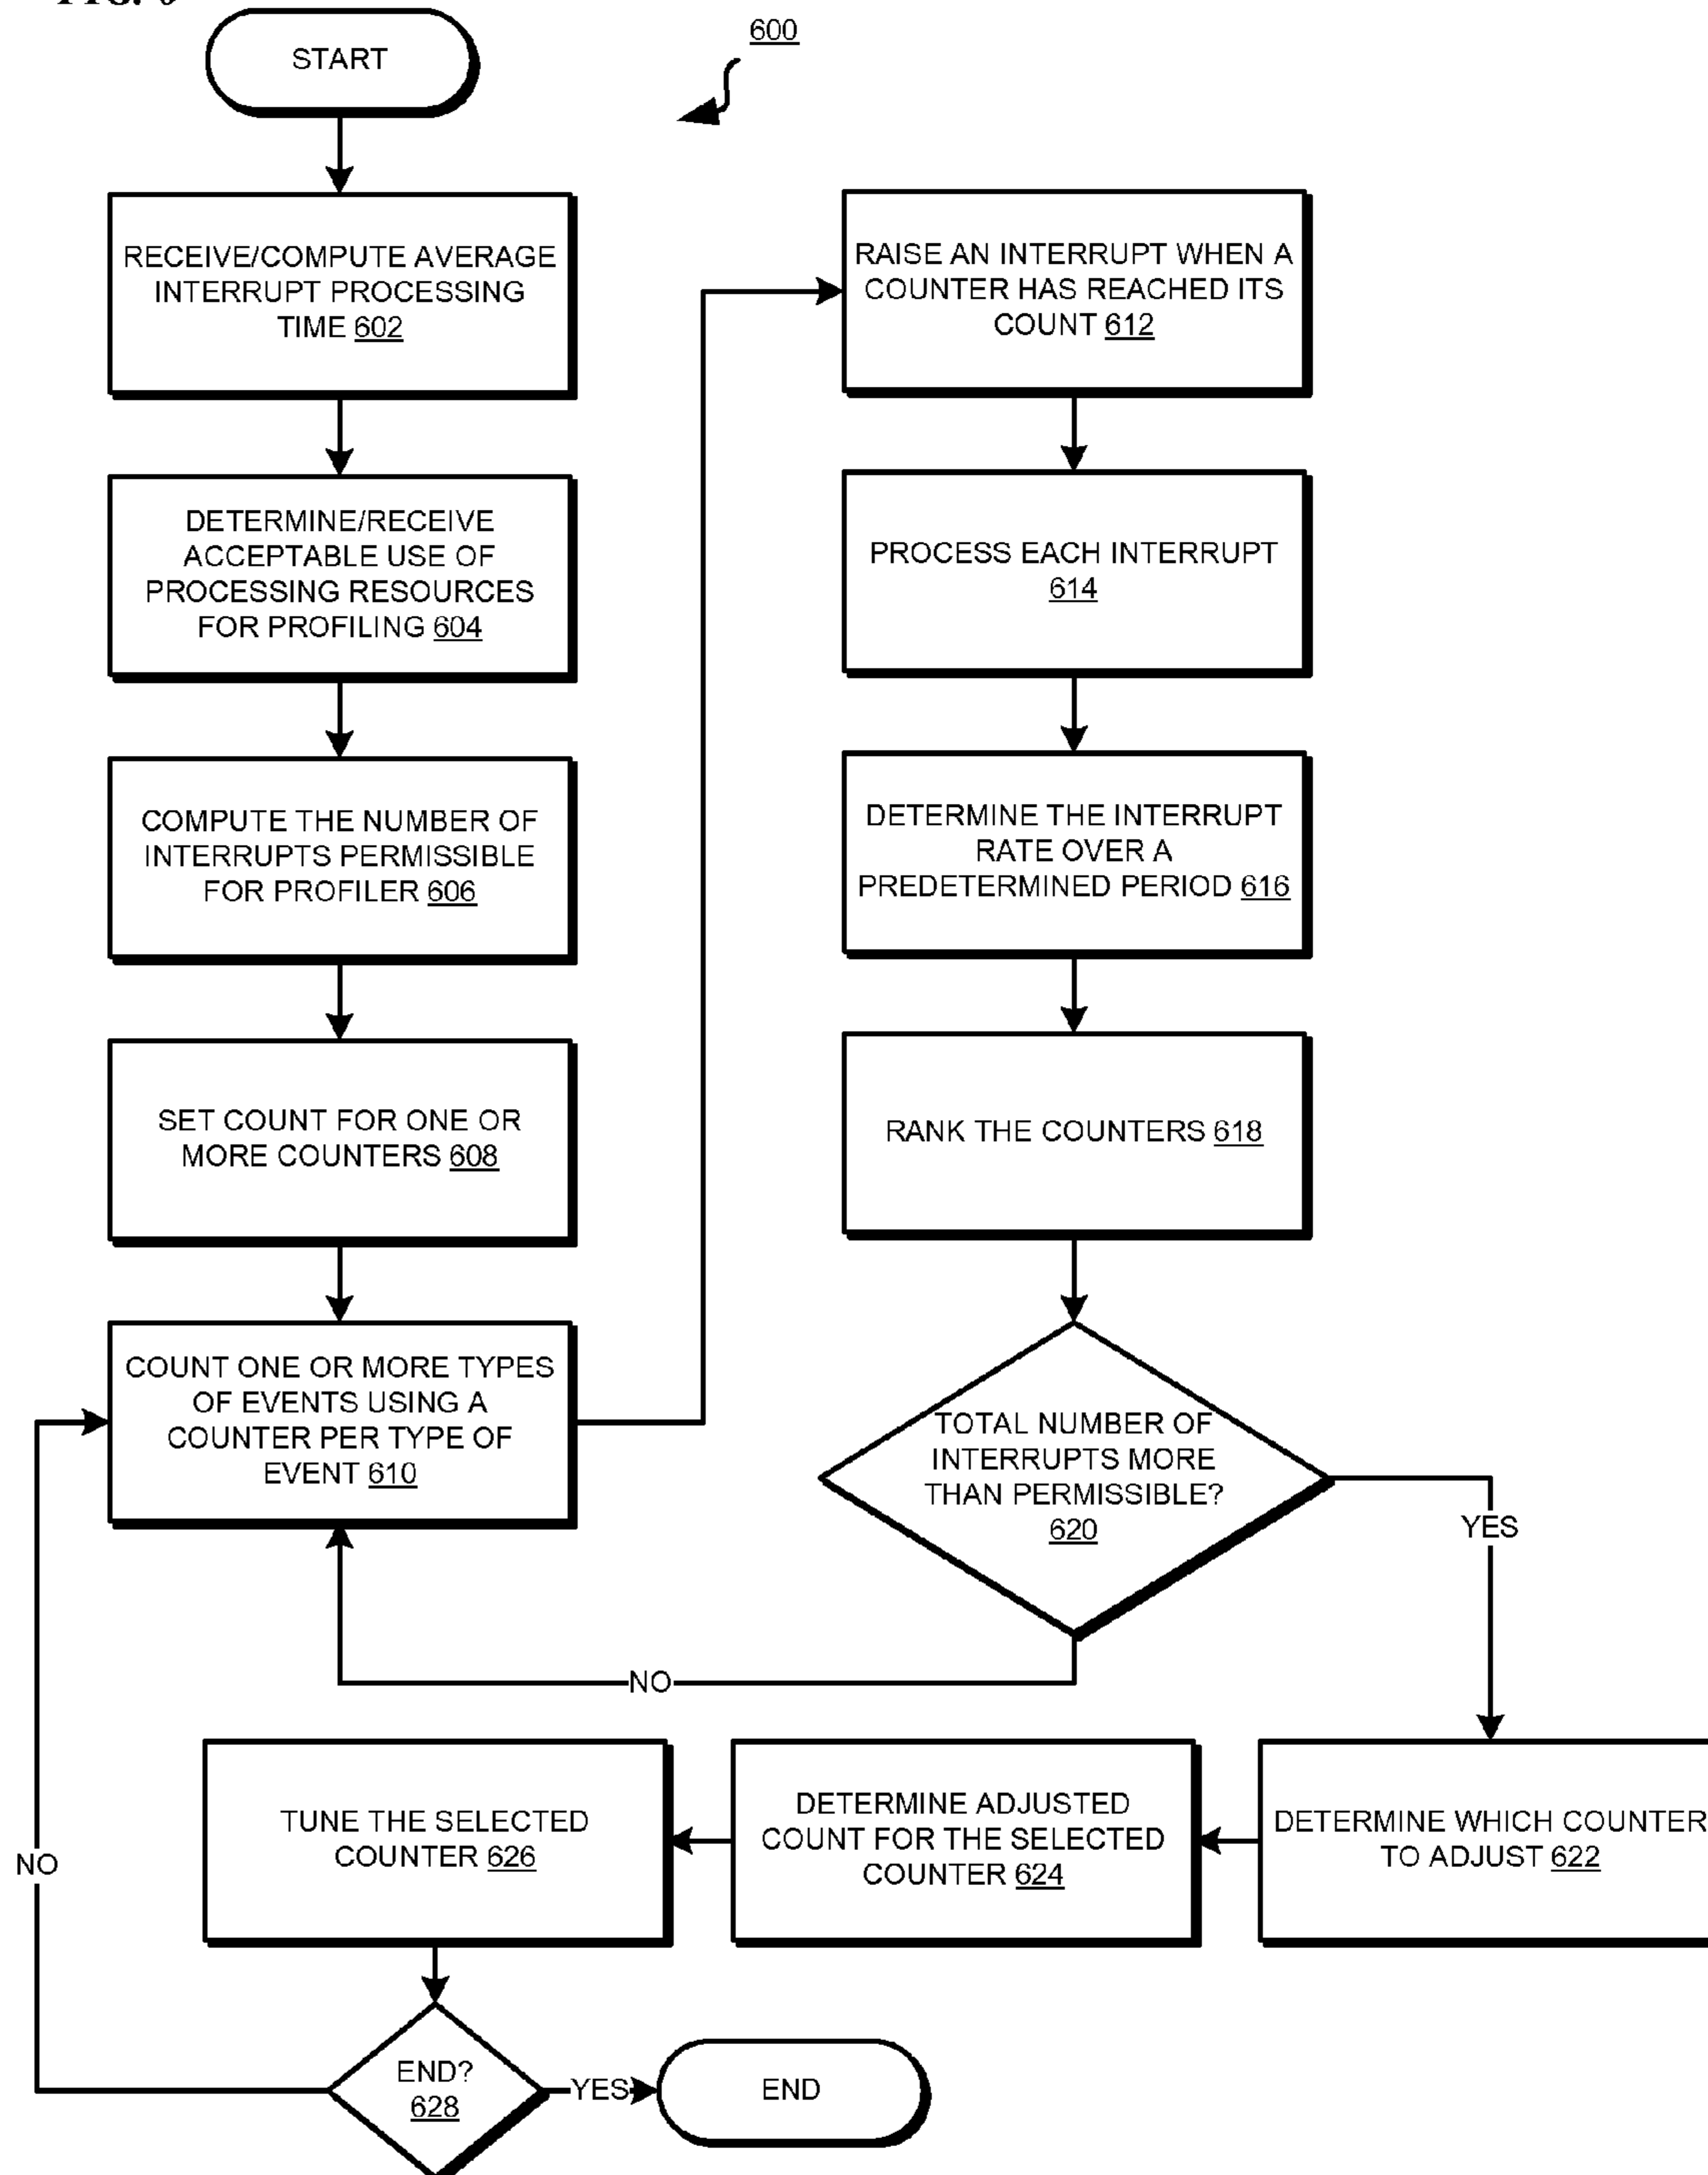 600
START
RECEIVE/COMPUTE AVERAGE
INTERRUPT PROCESSING
TIME 602
DETERMINE/RECEIVE
ACCEPTABLE USE OF
PROCESSING RESOURCES
FOR PROFILING 604
COMPUTE THE NUMBER OF
INTERRUPTS PERMISSIBLE
FOR PROFILER 606
SET COUNT FOR ONE OR
MORE COUNTERS 608
COUNT ONE OR MORE TYPES
OF EVENTS USING A
COUNTER PER TYPE OF
EVENT 610
RAISE AN INTERRUPT WHEN A
COUNTER HAS REACHED ITS
COUNT 612
PROCESS EACH INTERRUPT
614
DETERMINE THE INTERRUPT
RATE OVER A
PREDETERMINED PERIOD 616
RANK THE COUNTERS 618
TOTAL NUMBER OF
INTERRUPTS MORE
THAN PERMISSIBLE?
620
YES
NO
DETERMINE WHICH COUNTER
TO ADJUST 622
DETERMINE ADJUSTED
COUNT FOR THE SELECTED
COUNTER 624
TUNE THE SELECTED
COUNTER 626
NO
END?
628
YES
END